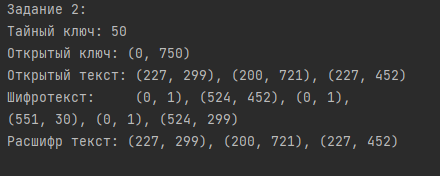 Задание 2:
Тайный ключ: 50
Открытый ключ: (0, 750)
Открытый текст: (227, 299), (200, 721), (227, 452)
Шифротекст: (0, 1), (524, 452), (0, 1),
(551, 30), (0, 1), (524, 299)
Расшифр текст: (227, 299), (200, 721), (227, 452)